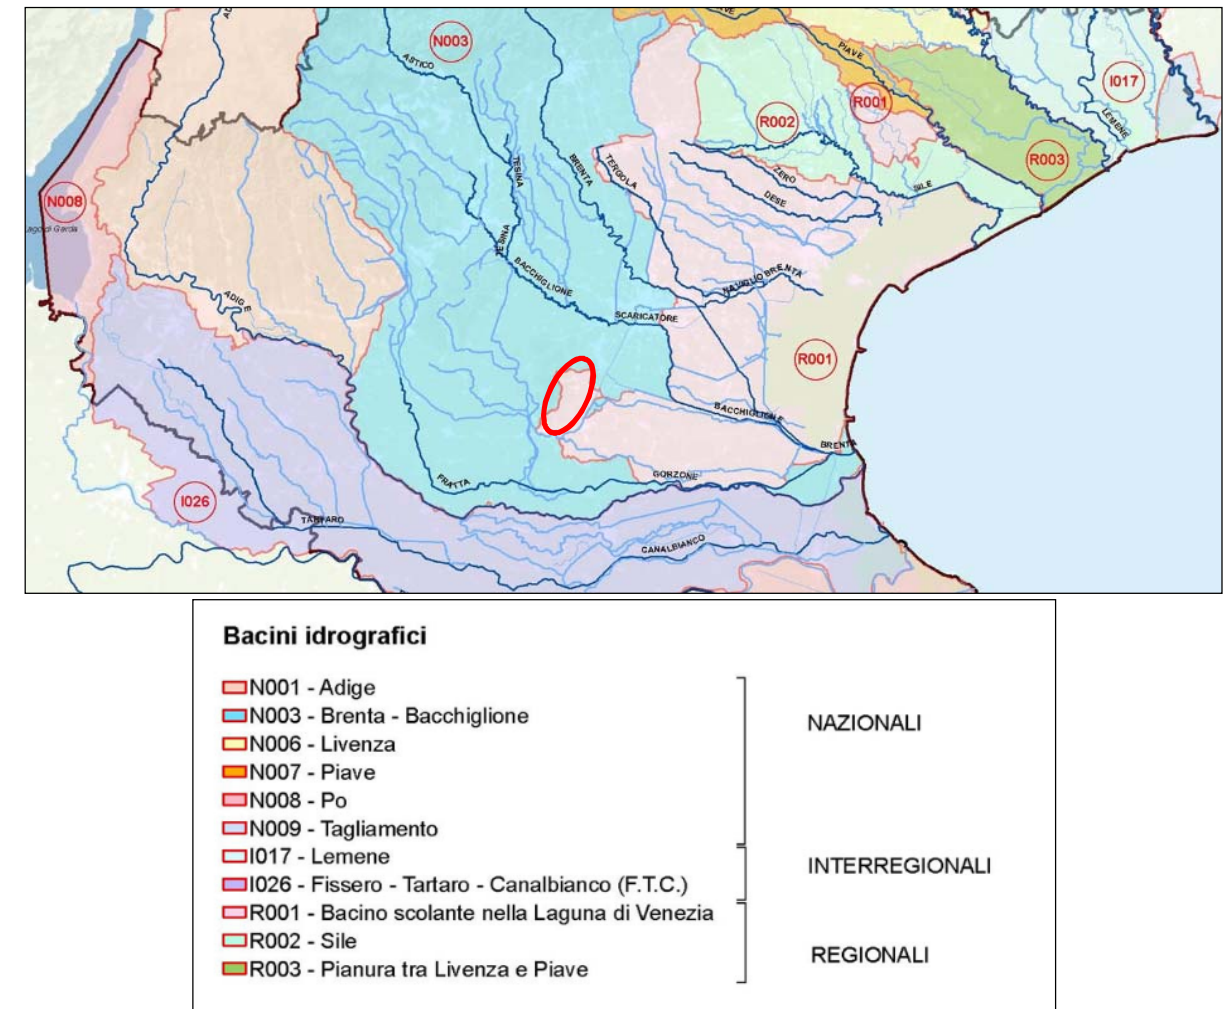 N003
ASTICO
PIAVE
I017
R001
R002
LEMENE
TESINA
BRENTA
TERGOLA
ZERO
R003
DESE
SILE
N008
Lago di Garda
TESINA
BACCHIGLIONE
NAVIGLIO BRENTA
ADIGE
SCARICATORE
R001
BACCHIGLIONE
BRENTA
FRATTA
GORZONE
I026
TARTARO
CANALBIANCO
Bacini idrografici
N001 - Adige
N003 - Brenta - Bacchiglione
N006 - Livenza
N007 - Piave
N008 - Po
N009 - Tagliamento
NAZIONALI
I017 - Lemene
I026 - Fissero - Tartaro - Canalbianco (F.T.C.)
INTERREGIONALI
R001 - Bacino scolante nella Laguna di Venezia
R002 - Sile
R003 - Pianura tra Livenza e Piave
REGIONALI